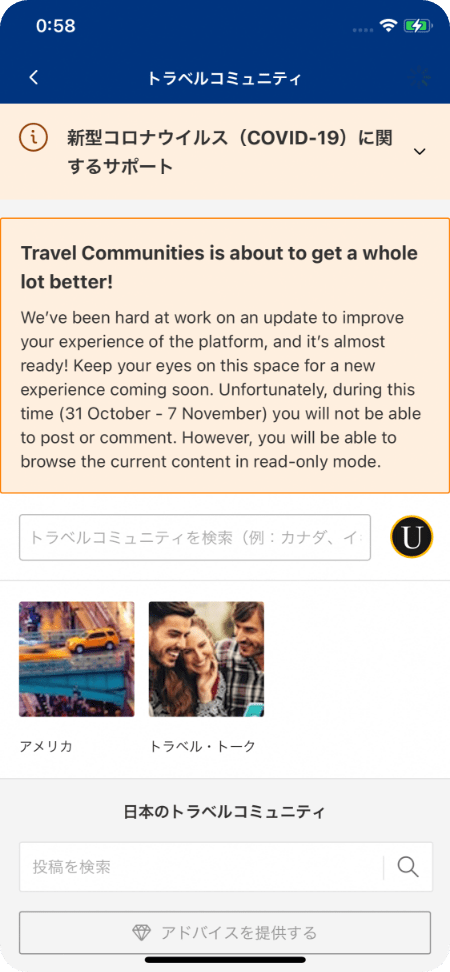 0:58
トラベルコミュニティ
新型コロナウイルス（COVID-19）に関
するサポート
Travel Communities is about to get a whole
lot better!
We’ve been hard at work on an update to improve
your experience of the platform, and it’s almost
ready! Keep your eyes on this space for a new
experience coming soon. Unfortunately, during this
time (31 October - 7 November) you will not be able
to post or comment. However, you will be able to
browse the current content in read-only mode.
トラベルコミュニティを検索（例：カナダ、イ
U
アメリカ
トラベル・トーク
日本のトラベルコミュニティ
投稿を検索
アドバイスを提供する